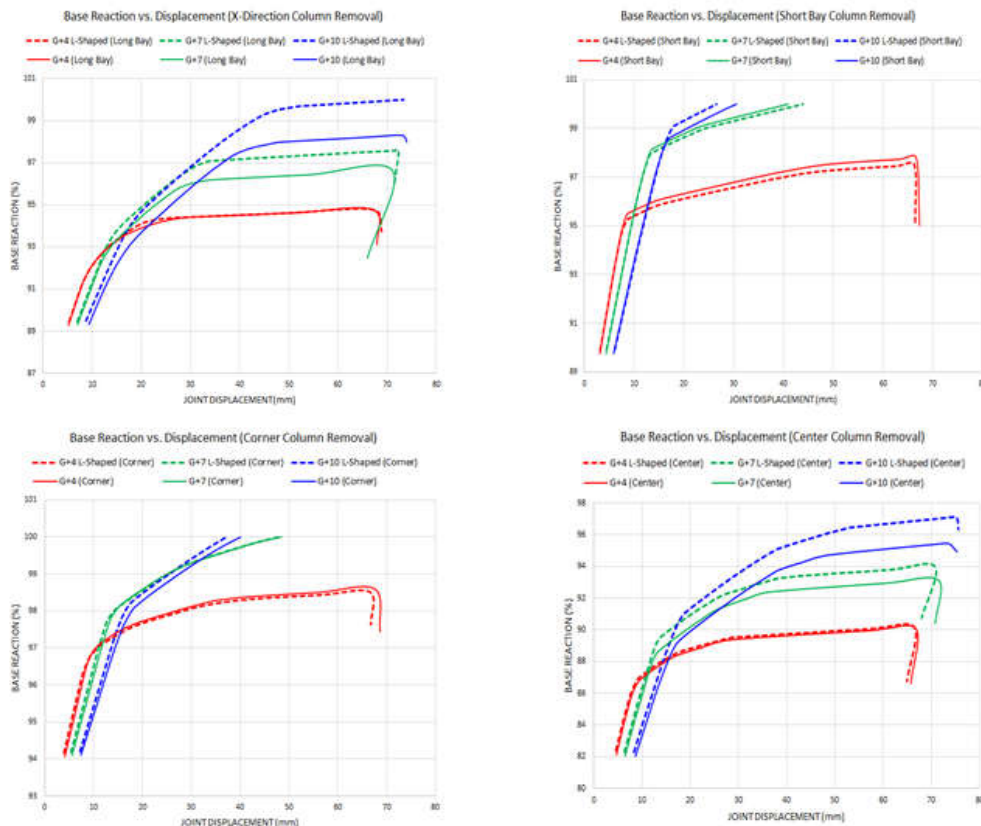 Base Reaction vs. Displacement (X-Direction Column Removal)
G+4 L-Shaped (Long Bay) G+7 L-Shaped (Long Bay) G+10 L-Shaped (Long Bay)
G+4 (Long Bay) G+7 (Long Bay) G+10 (Long Bay)
101
99
97
95
93
91
89
87
BASE REACTION (%)
0 10 20 30 40 50 60 70 80
JOINT DISPLACEMENT(mm)
Base Reaction vs. Displacement (Short Bay Column Removal)
G+4 L-Shaped (Short Bay) G+7 L-Shaped (Short Bay) G+10 L-Shaped (Short Bay)
G+4 (Short Bay) G+7 (Short Bay) G+10 (Short Bay)
101
99
97
95
93
91
89
BASE REACTION (%)
0 10 20 30 40 50 60 70 80
JOINT DISPLACEMENT (mm)
Base Reaction vs. Displacement (Corner Column Removal)
G+4 L-Shaped (Corner) G+7 L-Shaped (Corner) G+10 L-Shaped (Corner)
G+4 (Corner) G+7 (Corner) G+10 (Corner)
101
100
99
98
97
96
95
94
93
BASE REACTION (%)
0 10 20 30 40 50 60 70 80
JOINT DISPLACEMENT (mm)
Base Reaction vs. Displacement (Center Column Removal)
G+4 L-Shaped (Center) G+7 L-Shaped (Center) G+10 L-Shaped (Center)
G+4 (Center) G+7 (Center) G+10 (Center)
98
96
94
92
90
88
86
84
82
80
BASE REACTION (%)
0 10 20 30 40 50 60 70 80
JOINT DISPLACEMENT (mm)